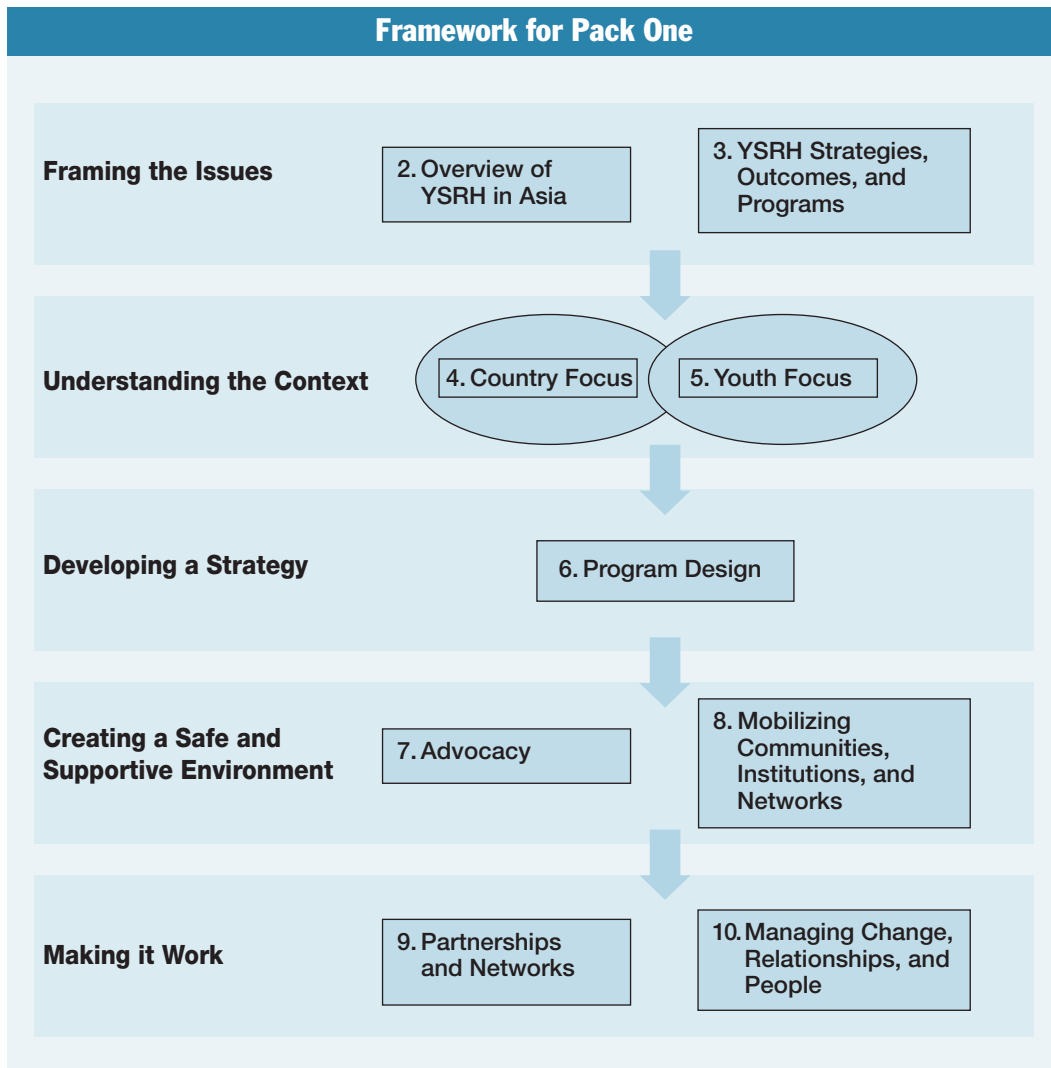 Framework for Pack One
Framing the Issues
2. Overview of
YSRH in Asia
3. YSRH Strategies,
Outcomes, and
Programs
Understanding the Context
4. Country Focus
5. Youth Focus
Developing a Strategy
6. Program Design
Creating a Safe and
Supportive Environment
7. Advocacy
8. Mobilizing
Communities,
Institutions, and
Networks
Making it Work
9. Partnerships
and Networks
10. Managing Change,
Relationships, and
People